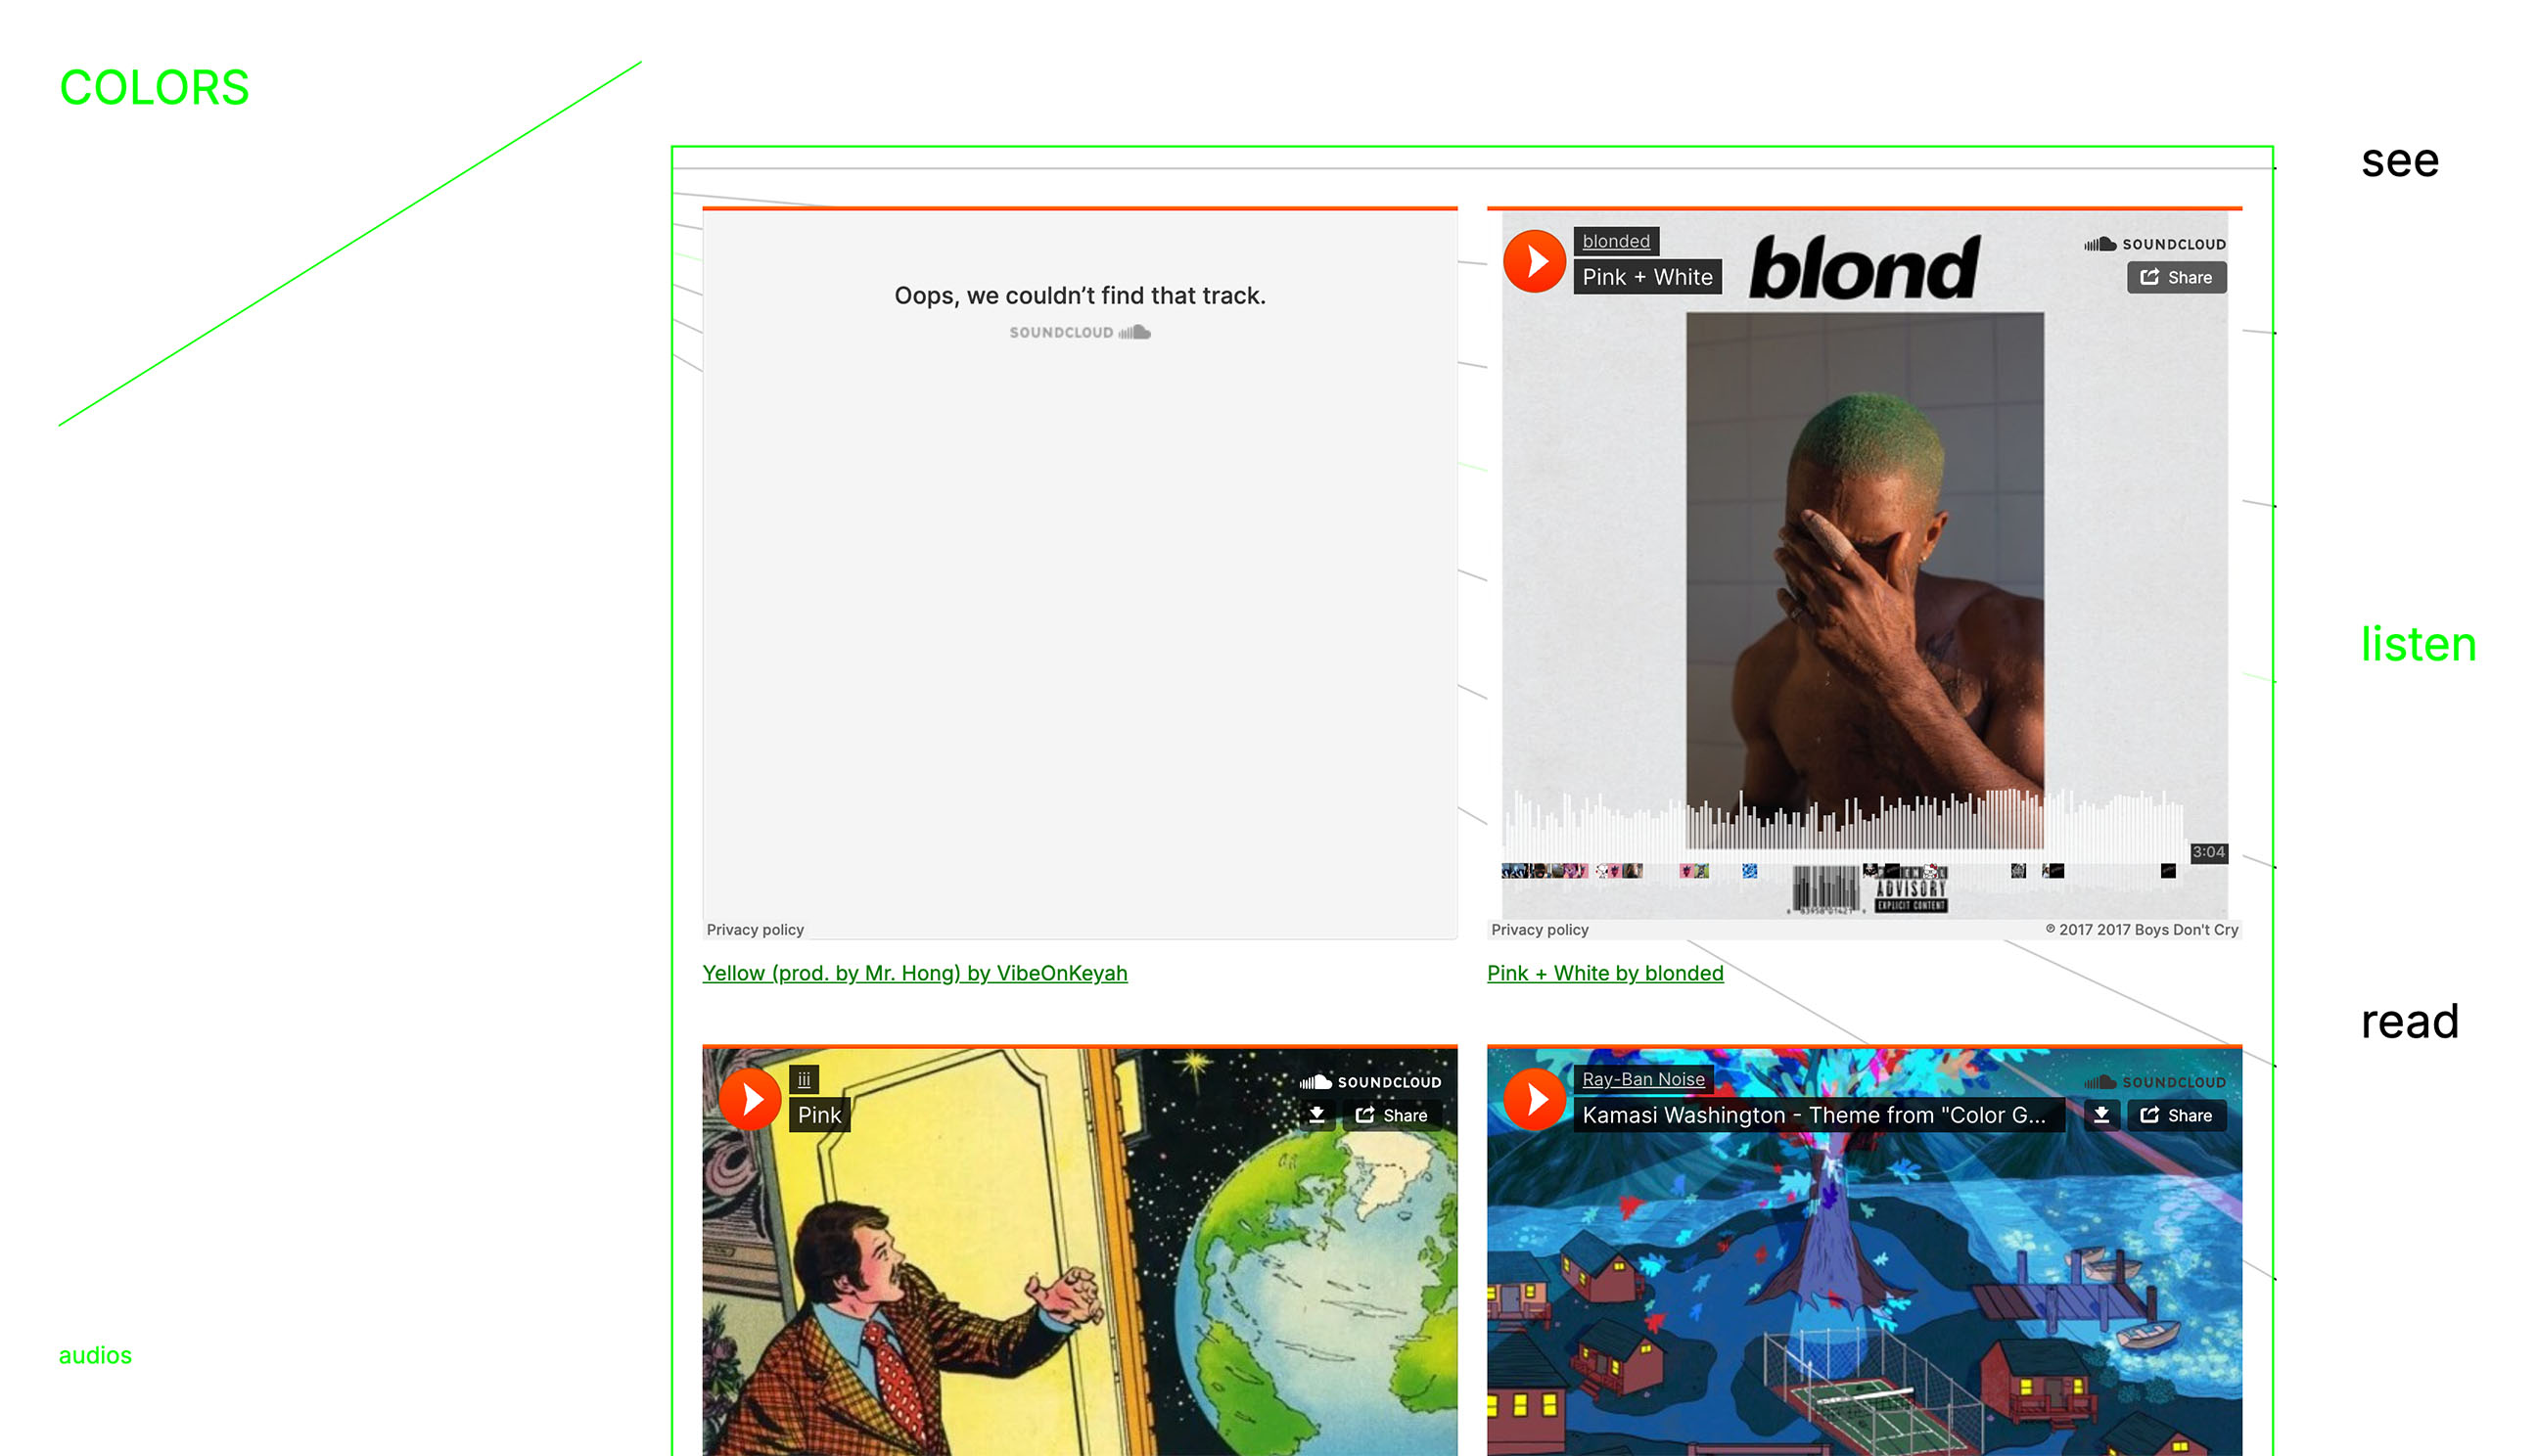 COLORS
see
listen
read
audios
Oops, we couldn’t find that track.
SOUNDCLOUD
Privacy policy
Yellow (prod. by Mr. Hong) by VibeOnKeyah
blonded
Pink + White
blond
SOUNDCLOUD
Share
3:04
ADVISORY
EXPLICIT CONTENT
Privacy policy
℗ 2017 2017 Boys Don't Cry
Pink + White by blonded
iii
Pink
SOUNDCLOUD
Share
Ray-Ban Noise
Kamasi Washington - Theme from "Color G...
SOUNDCLOUD
Share